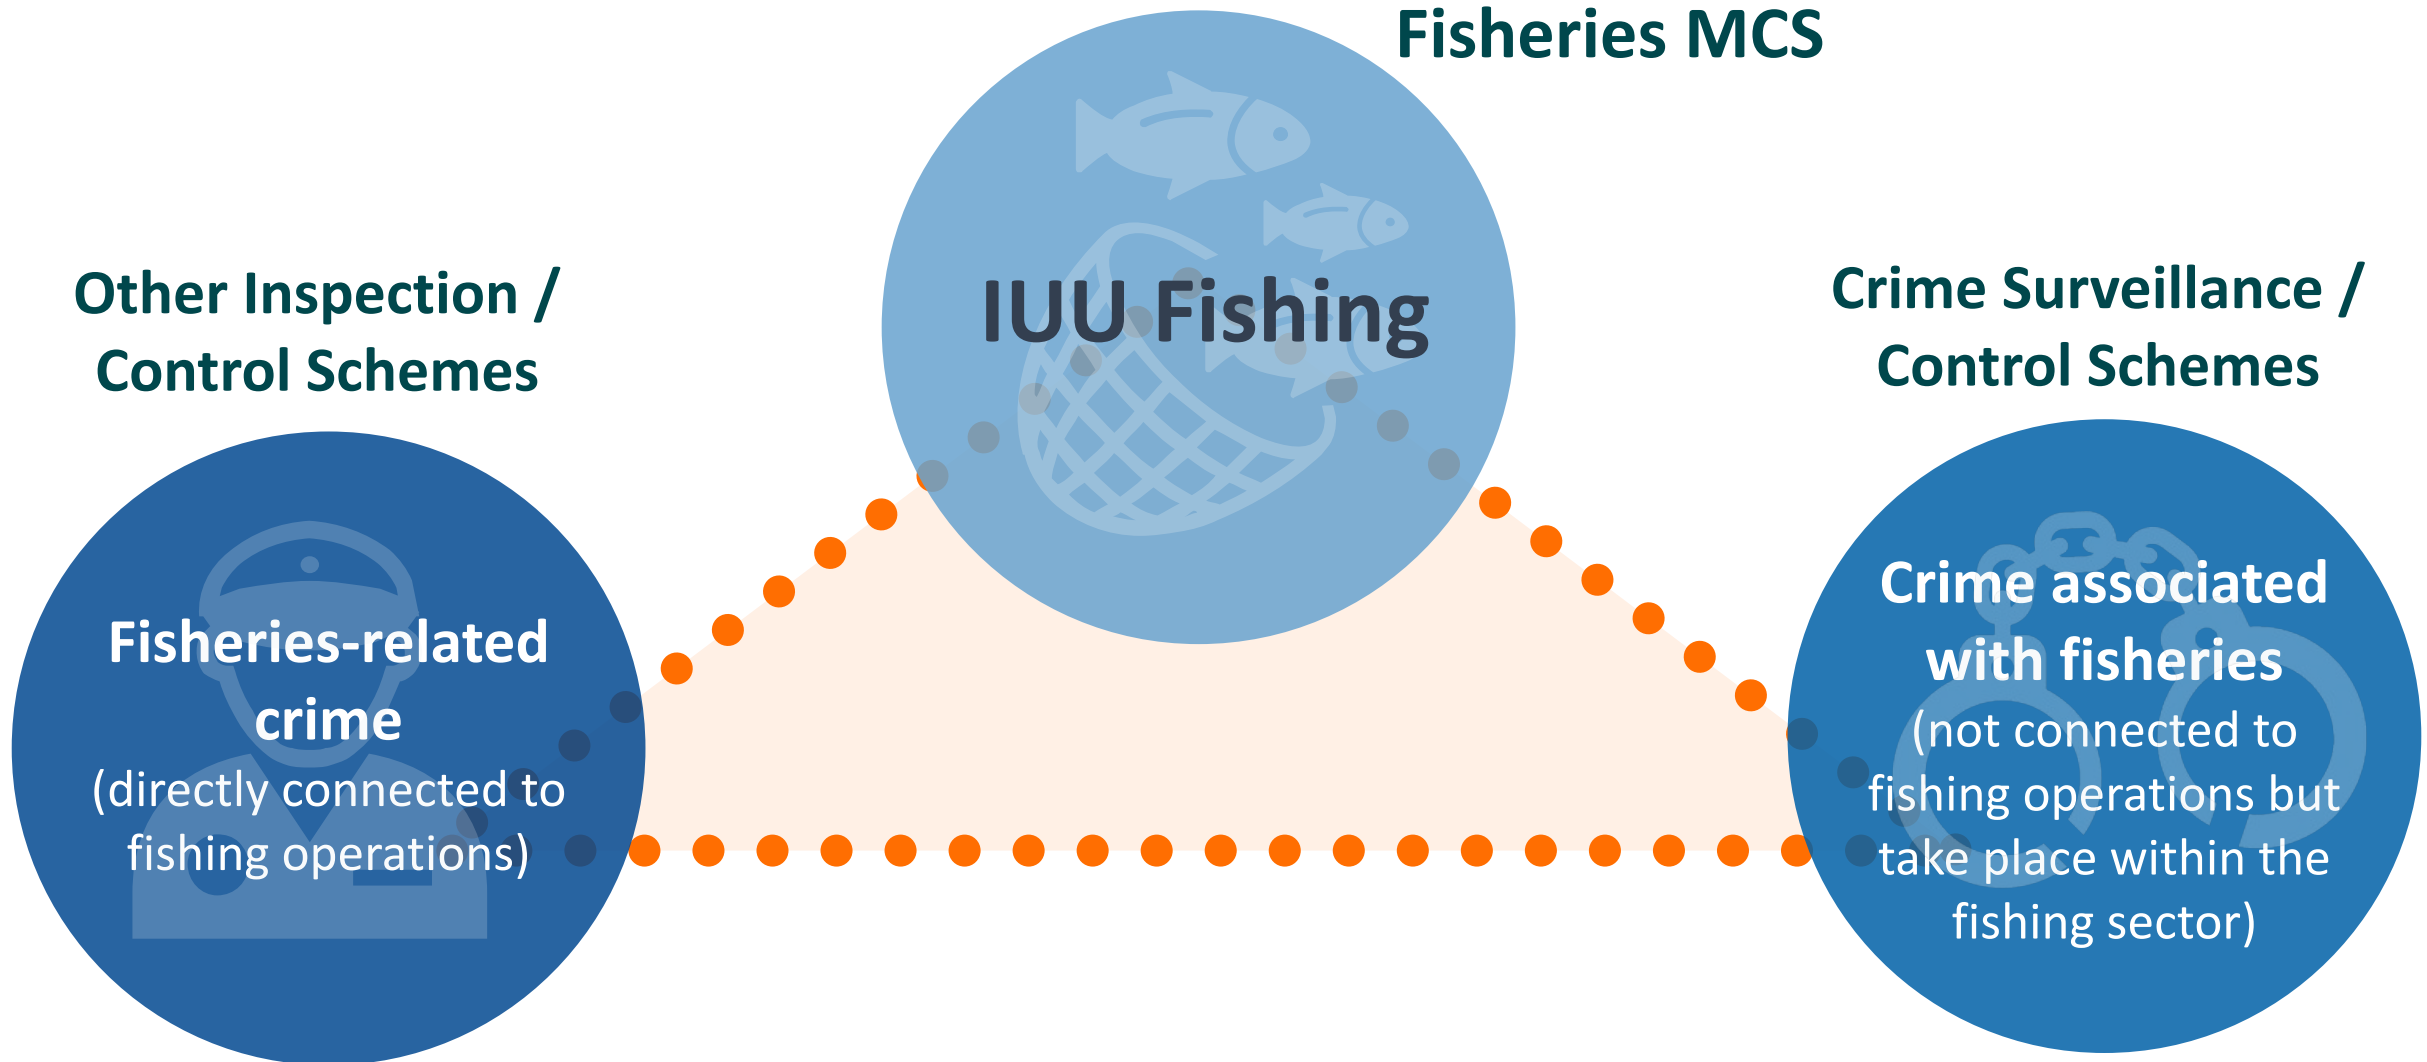 Fisheries MCS
IUU Fishing
Other Inspection /
Control Schemes
Fisheries-related
crime
(directly connected to
fishing operations)
Crime Surveillance /
Control Schemes
Crime associated
with fisheries
(not connected to
fishing operations but
take place within the
fishing sector)